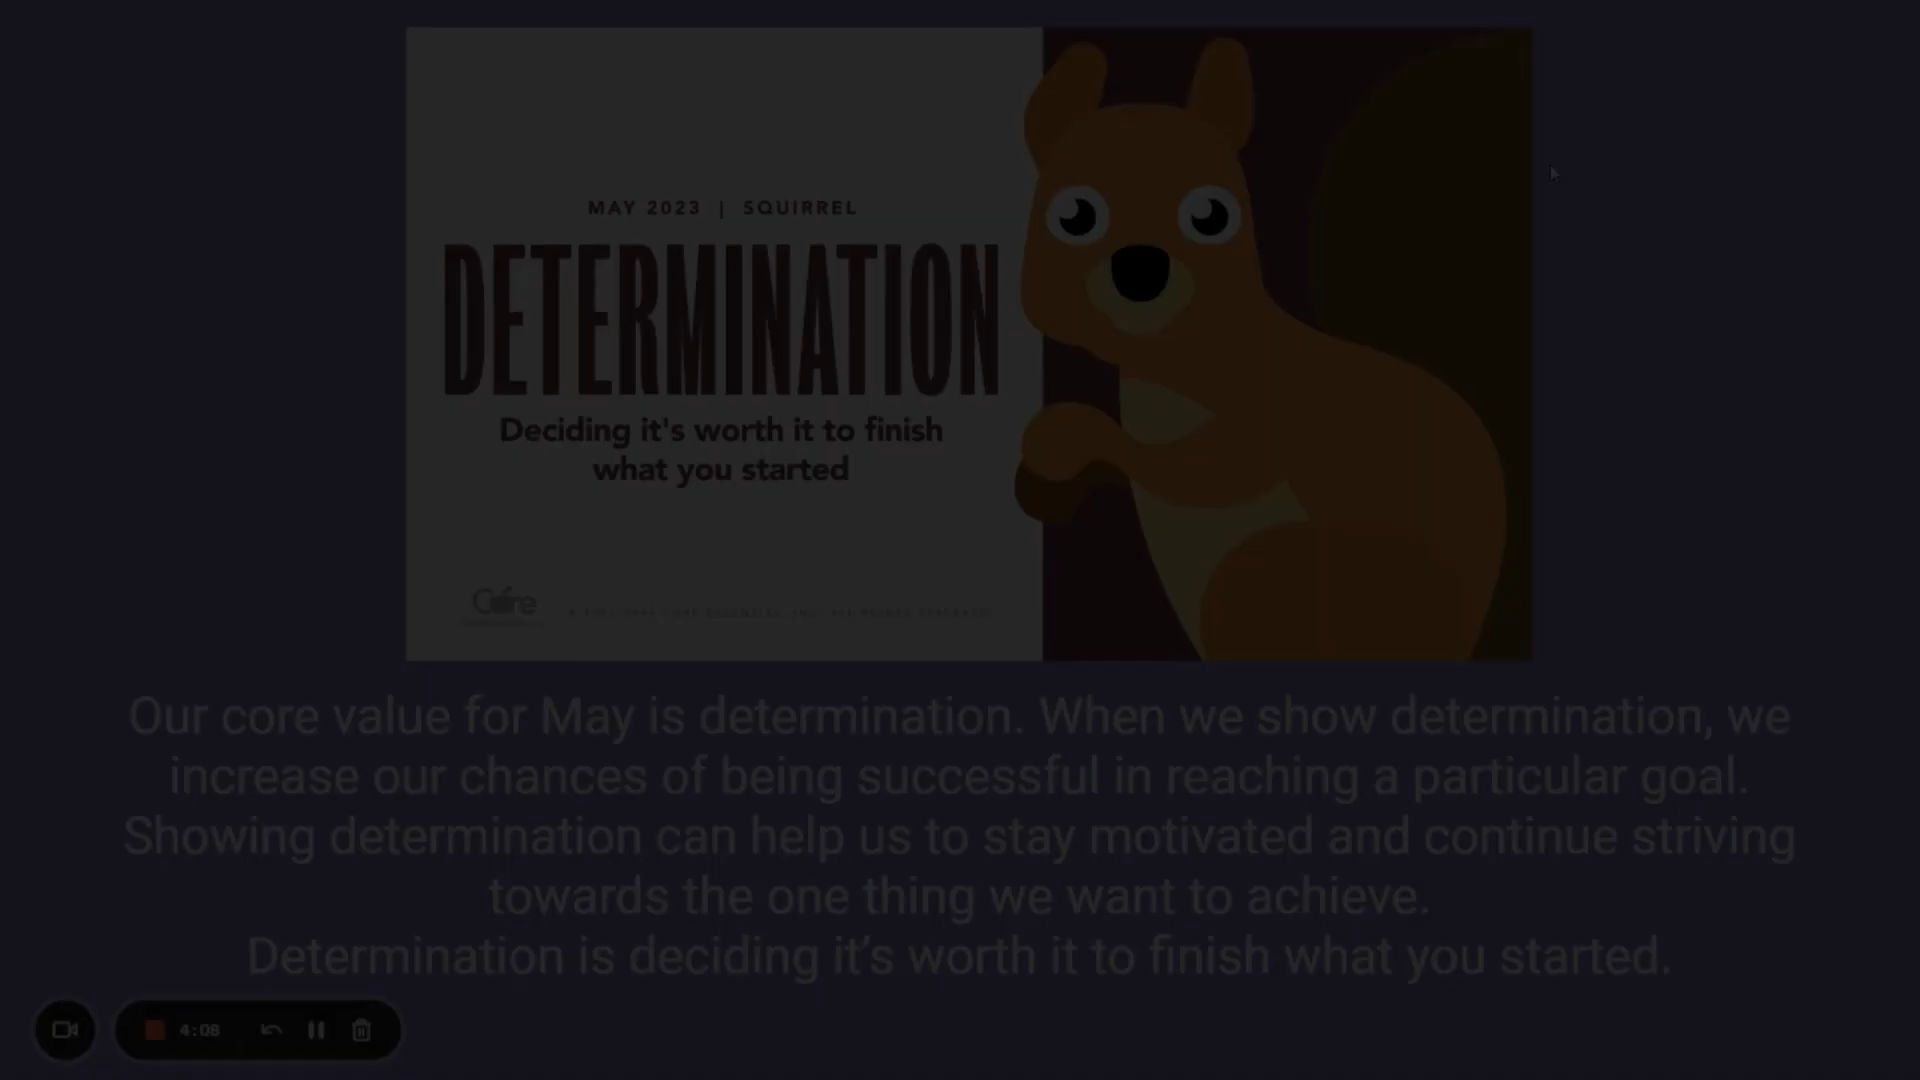 MAY 2023 | SQUIRREL
DETERMINATION
Deciding it's worth it to finish
what you started
Core
Our core value for May is determination. When we show determination, we
increase our chances of being successful in reaching a particular goal.
Showing determination can help us to stay motivated and continue striving
towards the one thing we want to achieve.
Determination is deciding it’s worth it to finish what you started.
4:08